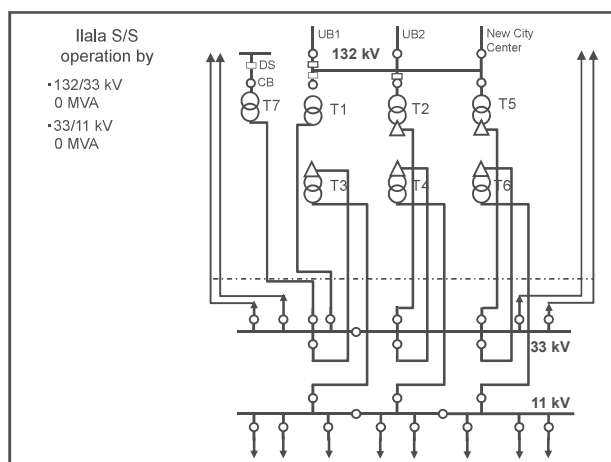 Ilala S/S
operation by
▪132/33 kV
0 MVA
▪33/11 kV
0 MVA
UB1
UB2
New City
Center
132 kV
DS
CB
T7
T1
T2
T5
T3
T4
T6
33 kV
11 kV